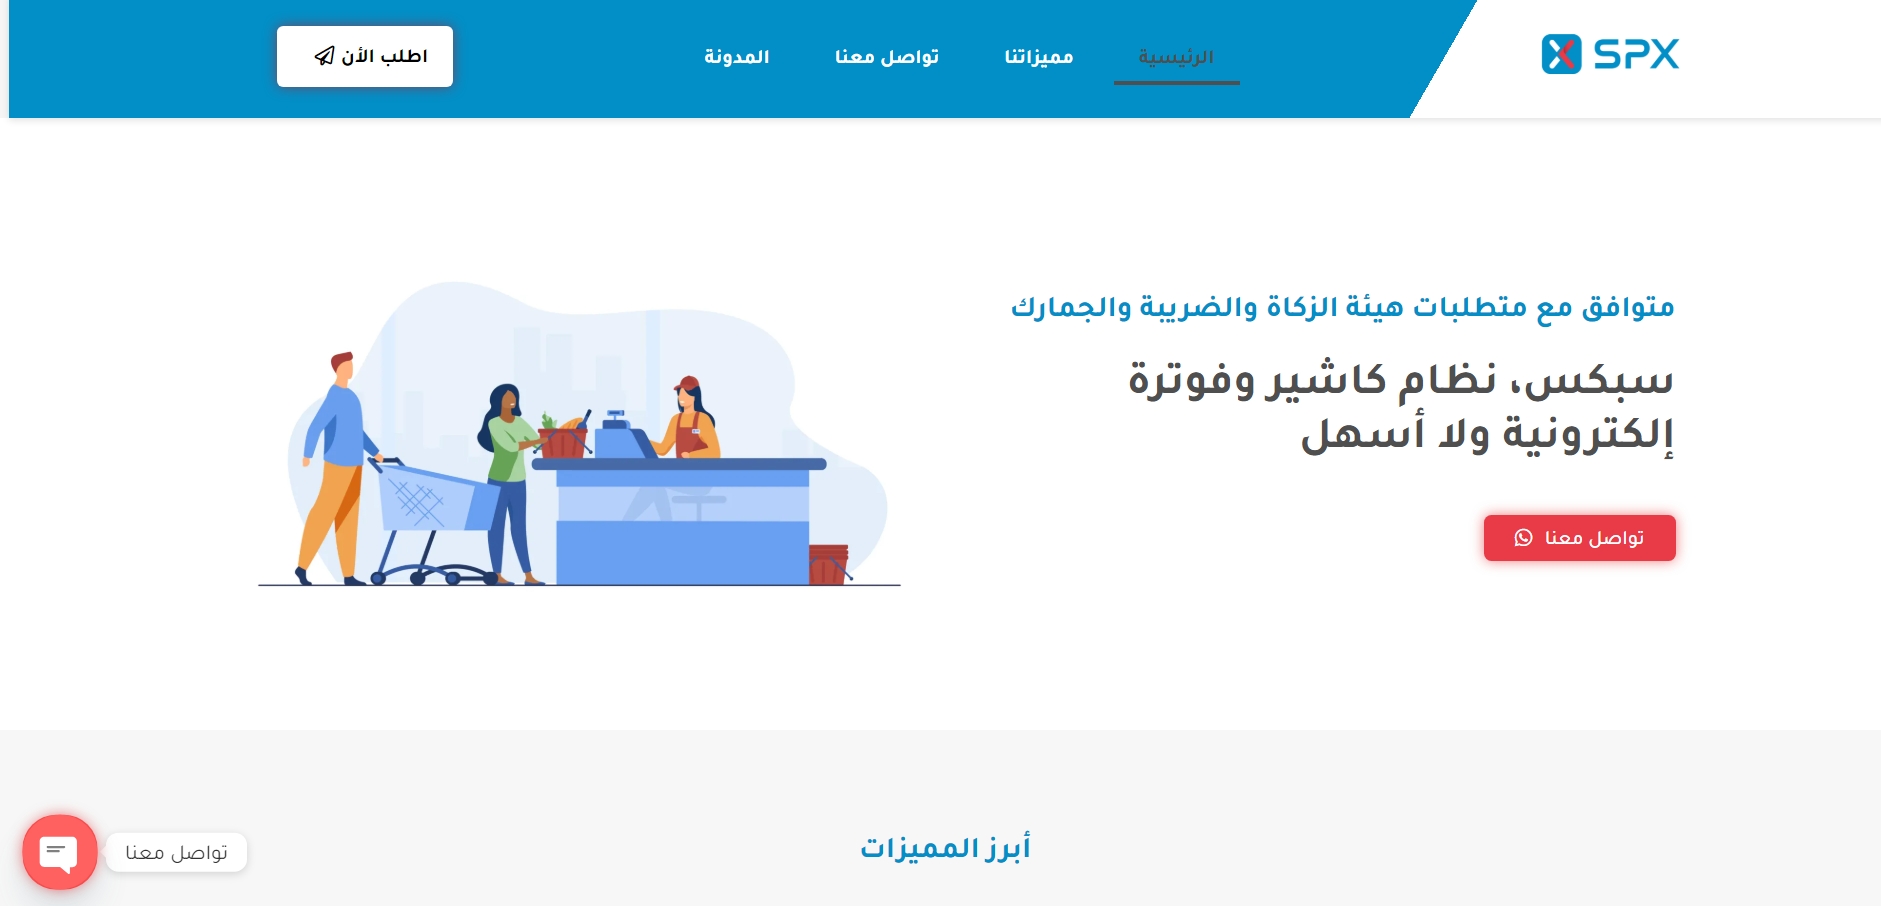 SPX
الرئيسية
مميزاتنا
تواصل معنا
المدونة
اطلب الأن
متوافق مع متطلبات هيئة الزكاة والضريبة والجمارك
سبكس، نظام كاشير وفوترة
إلكترونية ولا أسهل
تواصل معنا
أبرز المميزات
تواصل معنا